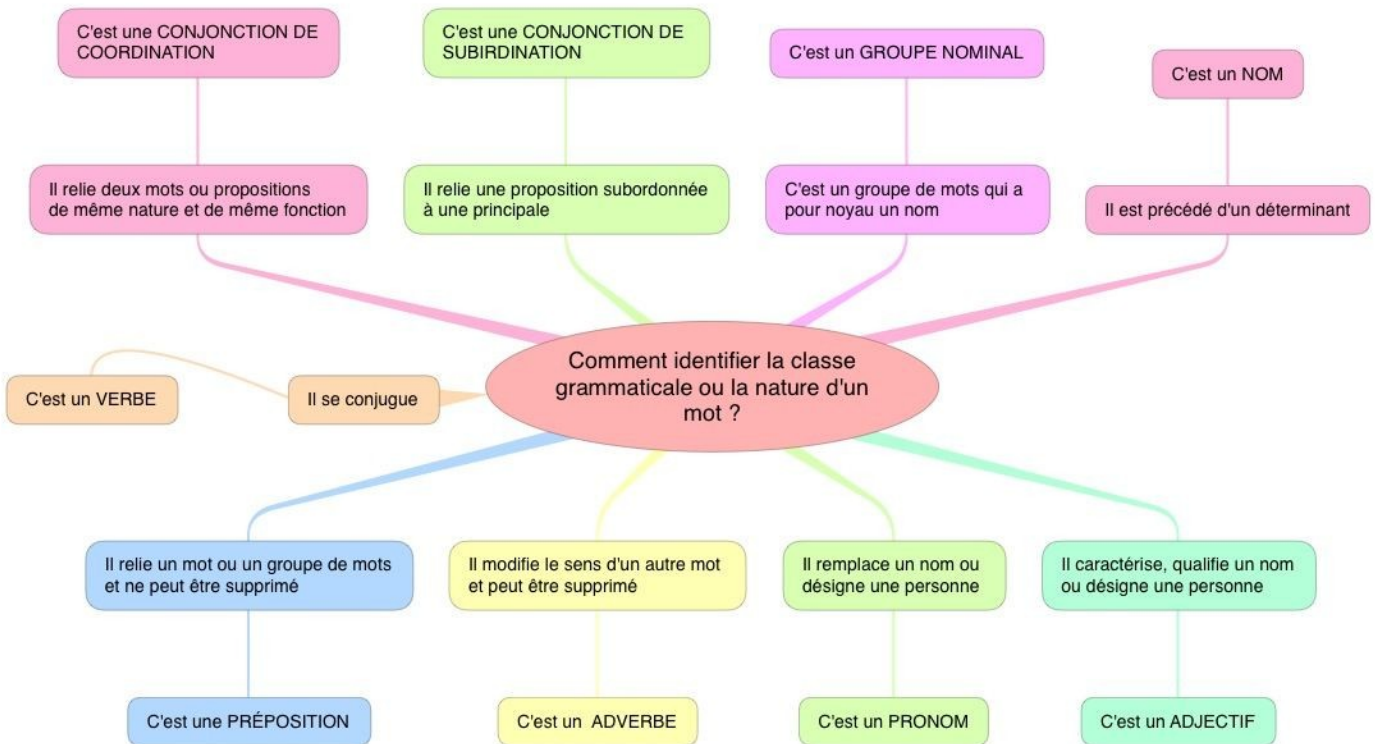 C'est une CONJONCTION DE
COORDINATION
C'est une CONJONCTION DE
SUBIRDINATION
C'est un GROUPE NOMINAL
C'est un NOM
Il relie deux mots ou propositions
de même nature et de même fonction
Il relie une proposition subordonnée
à une principale
C'est un groupe de mots qui a
pour noyau un nom
Il est précédé d'un déterminant
C'est un VERBE
Il se conjugue
Comment identifier la classe
grammaticale ou la nature d'un
mot ?
Il relie un mot ou un groupe de mots
et ne peut être supprimé
Il modifie le sens d'un autre mot
et peut être supprimé
Il remplace un nom ou
désigne une personne
Il caractérise, qualifie un nom
ou désigne une personne
C'est une PRÉPOSITION
C'est un ADVERBE
C'est un PRONOM
C'est un ADJECTIF